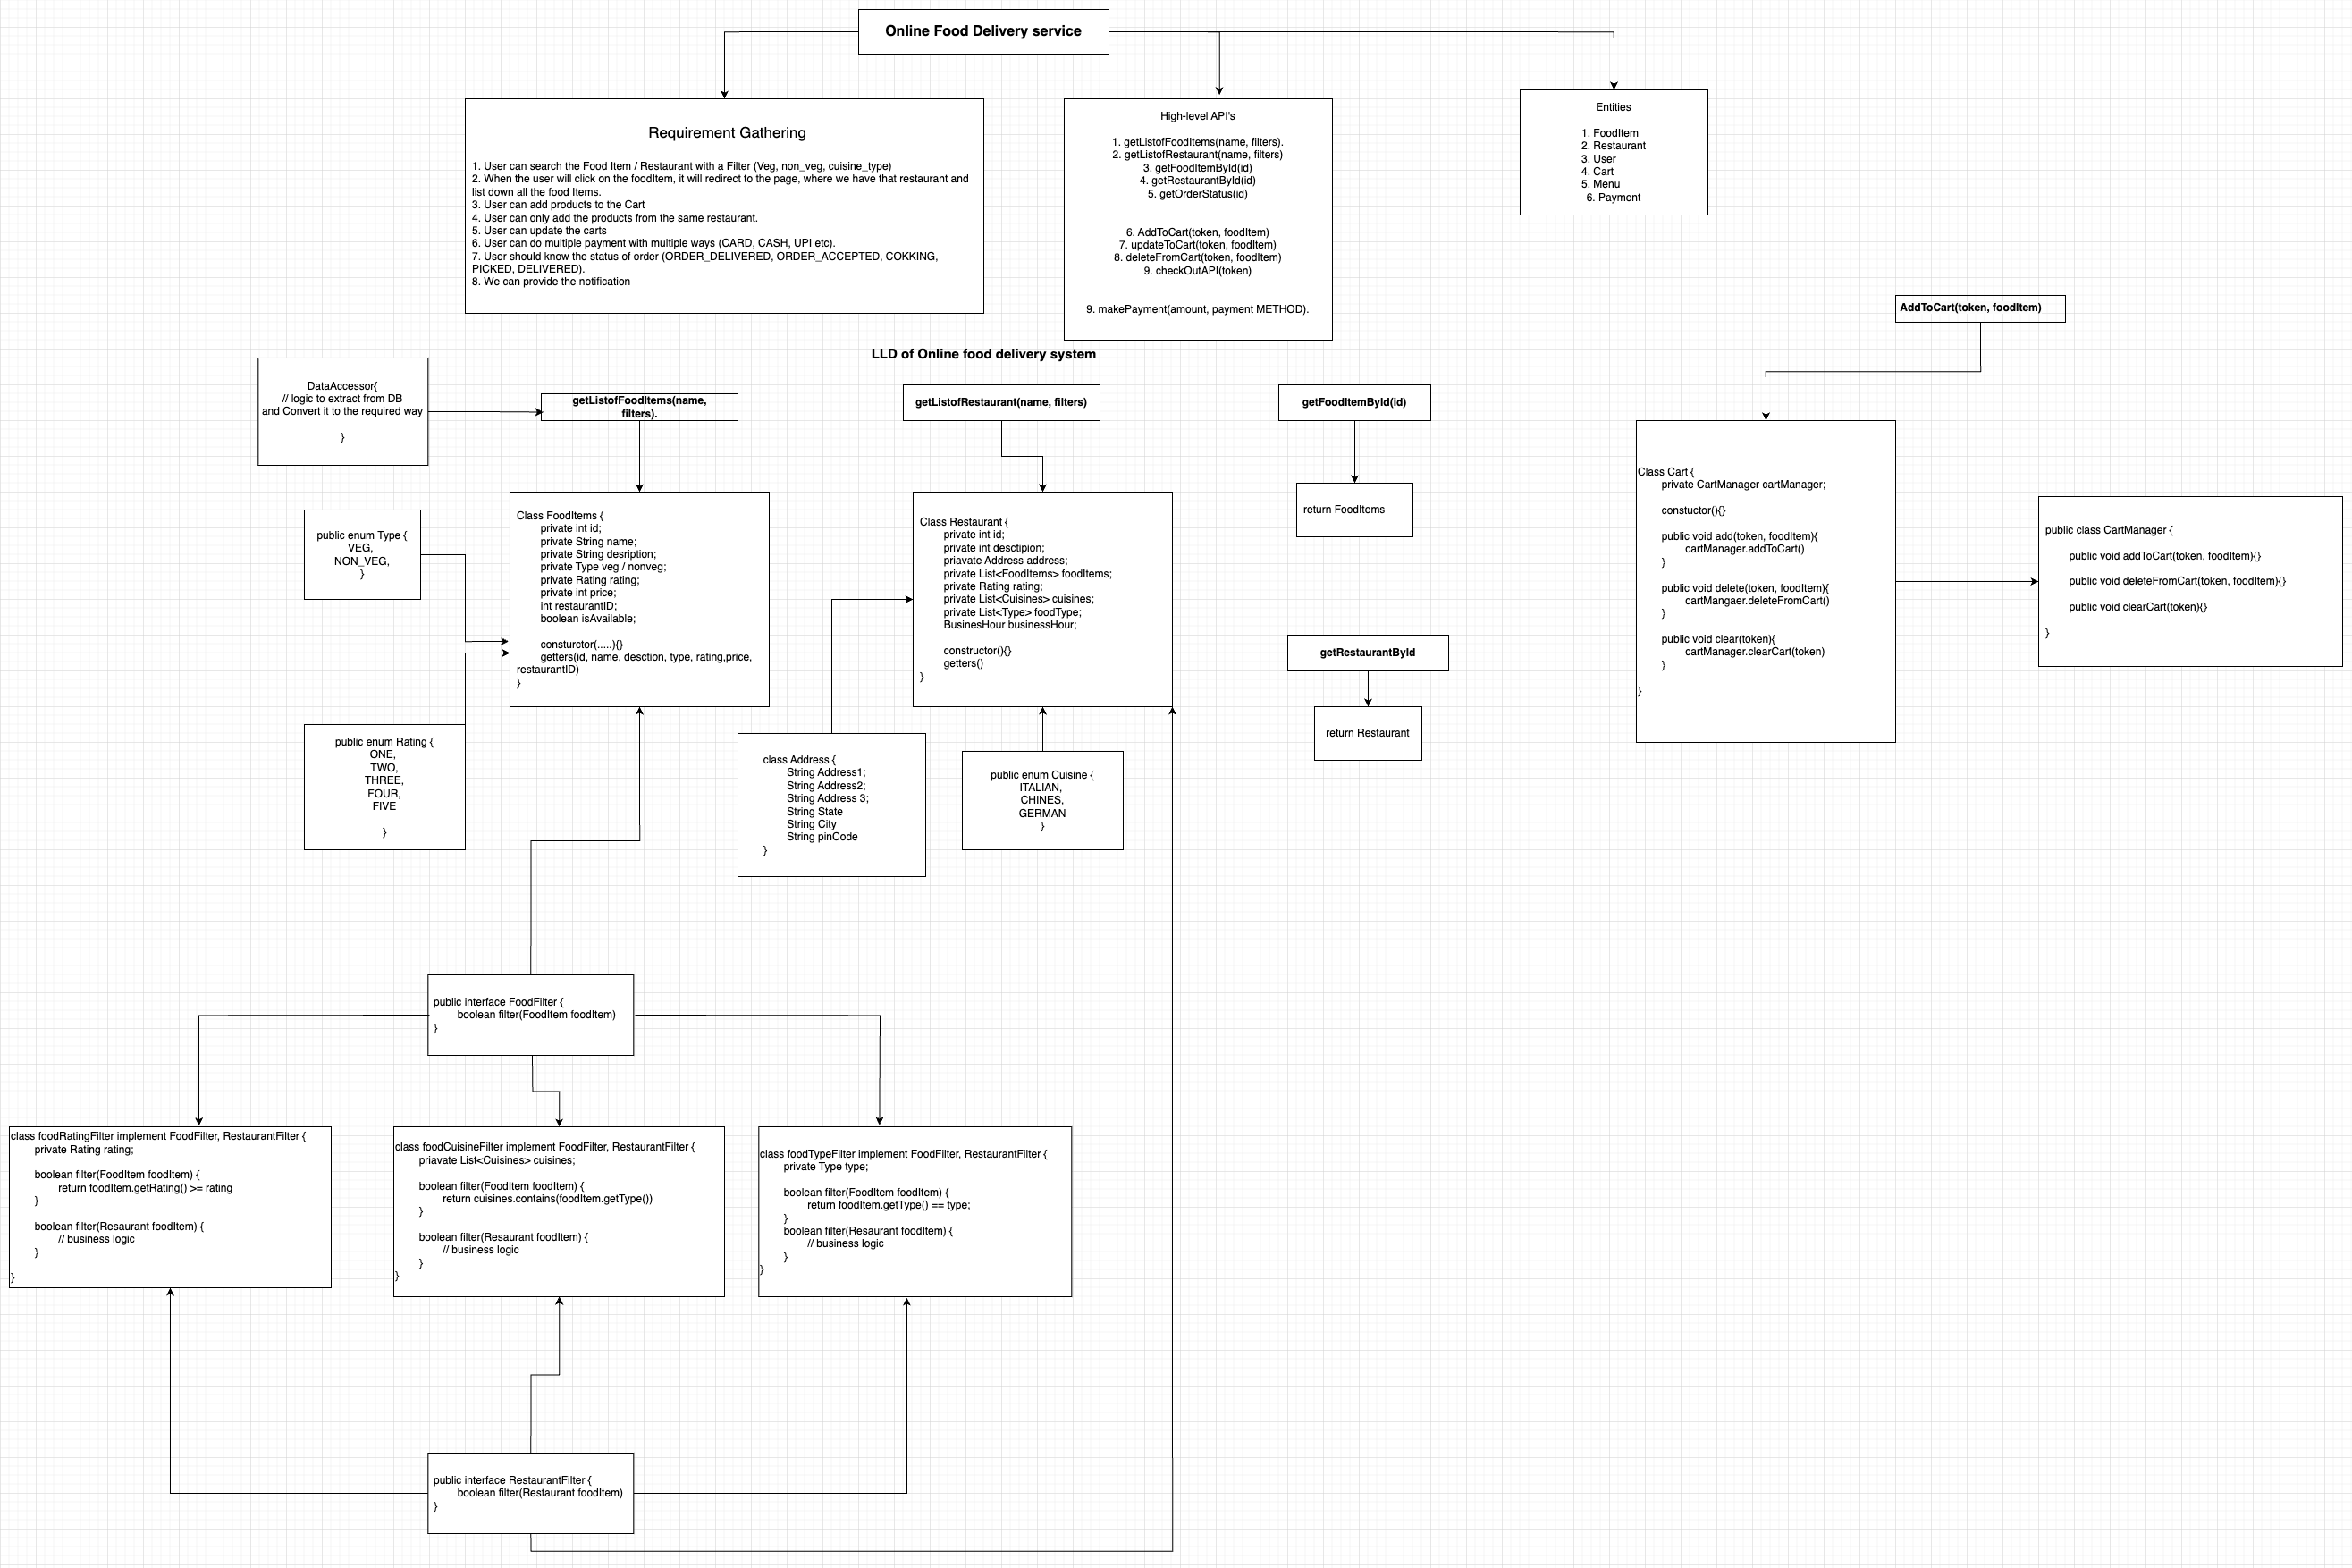 Online Food Delivery service
Requirement Gathering
1. User can search the Food Item / Restaurant with a Filter (Veg, non_veg, cuisine_type)
2. When the user will click on the foodItem, it will redirect to the page, where we have that restaurant and
list down all the food Items.
3. User can add products to the Cart
4. User can only add the products from the same restaurant.
5. User can update the carts
6. User can do multiple payment with multiple ways (CARD, CASH, UPI etc).
7. User should know the status of order (ORDER_DELIVERED, ORDER_ACCEPTED, COKKING,
PICKED, DELIVERED).
8. We can provide the notification
High-level API's
1. getListofFoodItems(name, filters).
2. getListofRestaurant(name, filters)
3. getFoodItemById(id)
4. getRestaurantById(id)
5. getOrderStatus(id)
6. AddToCart(token, foodItem)
7. updateToCart(token, foodItem)
8. deleteFromCart(token, foodItem)
9. checkOutAPI(token)
9. makePayment(amount, payment METHOD).
Entities
1. FoodItem
2. Restaurant
3. User
4. Cart
5. Menu
6. Payment
AddToCart(token, foodItem)
LLD of Online food delivery system
DataAccessor{
// logic to extract from DB
and Convert it to the required way
}
getListofFoodItems(name,
filters).
getListofRestaurant(name, filters)
getFoodItemById(id)
public enum Type {
VEG,
NON_VEG,
}
Class FoodItems {
private int id;
private String name;
private String desription;
private Type veg / nonveg;
private Rating rating;
private int price;
int restaurantID;
boolean isAvailable;
consturctor(.....){}
getters(id, name, desction, type, rating,price,
restaurantID)
}
Class Restaurant {
private int id;
private int desctipion;
priavate Address address;
private List<FoodItems> foodItems;
private Rating rating;
private List<Cuisines> cuisines;
private List<Type> foodType;
BusinesHour businessHour;
constructor(){}
getters()
}
return FoodItems
getRestaurantById
return Restaurant
Class Cart {
private CartManager cartManager;
constuctor(){}
public void add(token, foodItem){
cartManager.addToCart()
}
public void delete(token, foodItem){
cartMangaer.deleteFromCart()
}
public void clear(token){
cartManager.clearCart(token)
}
}
public class CartManager {
public void addToCart(token, foodItem){}
public void deleteFromCart(token, foodItem){}
public void clearCart(token){}
}
public enum Rating {
ONE,
TWO,
THREE,
FOUR,
FIVE
}
class Address {
String Address1;
String Address2;
String Address 3;
String State
String City
String pinCode
}
public enum Cuisine {
ITALIAN,
CHINES,
GERMAN
}
public interface FoodFilter {
boolean filter(FoodItem foodItem)
}
class foodRatingFilter implement FoodFilter, RestaurantFilter {
private Rating rating;
boolean filter(FoodItem foodItem) {
return foodItem.getRating() >= rating
}
boolean filter(Resaurant foodItem) {
// business logic
}
}
class foodCuisineFilter implement FoodFilter, RestaurantFilter {
priavate List<Cuisines> cuisines;
boolean filter(FoodItem foodItem) {
return cuisines.contains(foodItem.getType())
}
boolean filter(Resaurant foodItem) {
// business logic
}
}
class foodTypeFilter implement FoodFilter, RestaurantFilter {
private Type type;
boolean filter(FoodItem foodItem) {
return foodItem.getType() == type;
}
boolean filter(Resaurant foodItem) {
// business logic
}
}
public interface RestaurantFilter {
boolean filter(Restaurant foodItem)
}